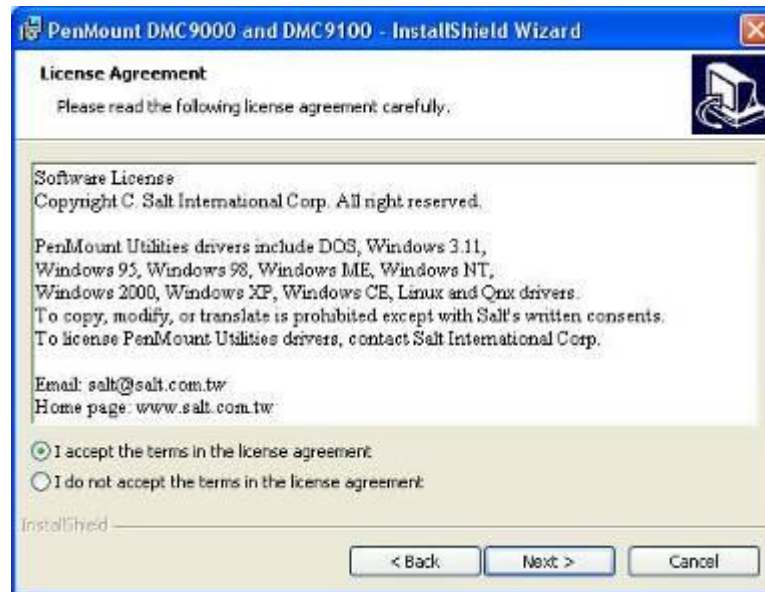 PenMount DMC9000 and DMC9100 - InstallShield Wizard
License Agreement
Please read the following license agreement carefully.
Software License
Copyright C. Salt International Corp. All right reserved.
PenMount Utilities drivers include DOS, Windows 3.11,
Windows 95, Windows 98, Windows ME, Windows NT,
Windows 2000, Windows XP, Windows CE, Linux and Qnx drivers.
To copy, modify, or translate is prohibited except with Salt's written consents.
To license PenMount Utilities drivers, contact Salt International Corp.
Email: salt@salt.com.tw
Home page: www.salt.com.tw
I accept the terms in the license agreement
I do not accept the terms in the license agreement
InstallShield
< Back Next > Cancel